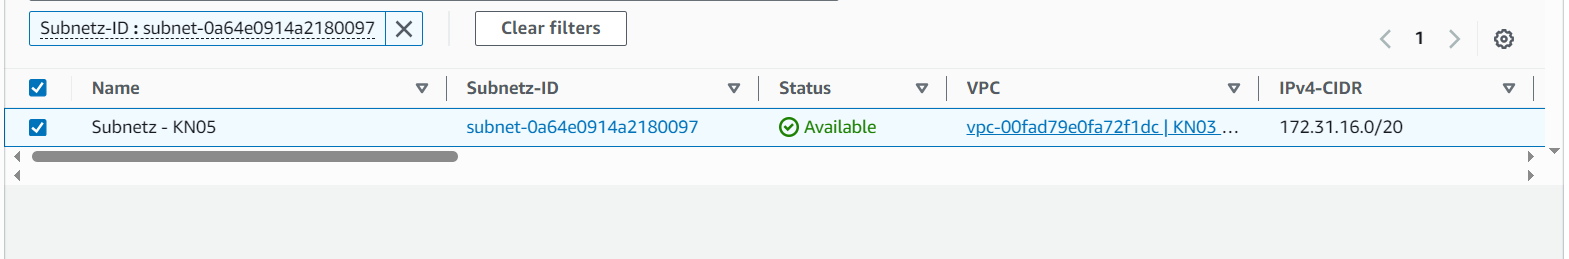 Subnetz-ID : subnet-0a64e0914a2180097
Clear filters
1
Name Subnetz-ID Status VPC IPv4-CIDR
Subnetz - KN05 subnet-0a64e0914a2180097 Available vpc-00fad79e0fa72f1dc | KN03 ... 172.31.16.0/20